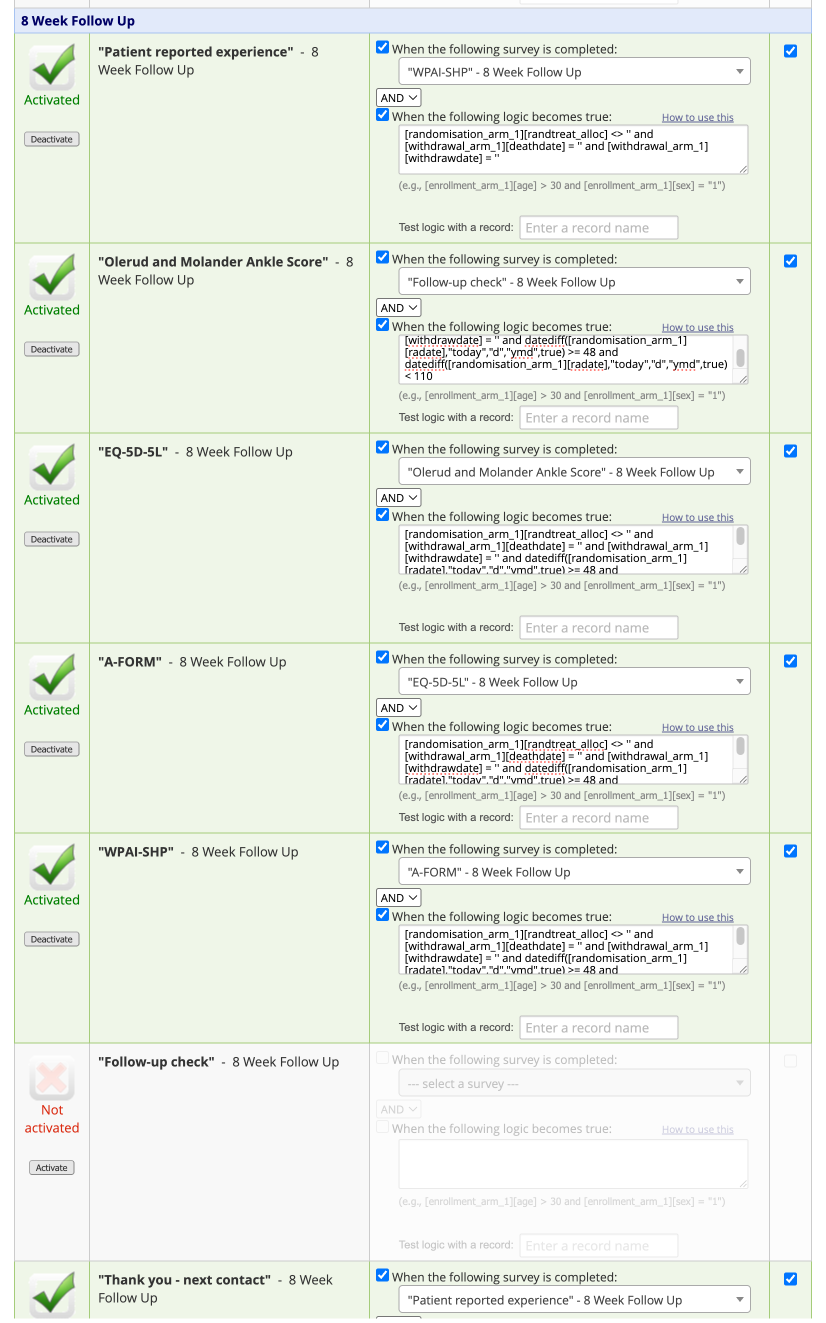 8 Week Follow Up
Activated
Deactivate
"Patient reported experience" - 8
Week Follow Up
When the following survey is completed:
"WPAI-SHP" - 8 Week Follow Up
AND
When the following logic becomes true: How to use this
[randomisation_arm_1][randtreat_alloc] <> '' and
[withdrawal_arm_1][deathdate] = '' and [withdrawal_arm_1]
[withdrawdate] = ''
(e.g., [enrollment_arm_1][age] > 30 and [enrollment_arm_1][sex] = "1")
Test logic with a record: Enter a record name
Activated
Deactivate
"Olerud and Molander Ankle Score" - 8
Week Follow Up
When the following survey is completed:
"Follow-up check" - 8 Week Follow Up
AND
When the following logic becomes true: How to use this
[withdrawdate] = '' and datediff([randomisation_arm_1]
[radate],"today","d","ymd",true) >= 48 and
datediff([randomisation_arm_1][radate],"today","d","ymd",true)
< 110
(e.g., [enrollment_arm_1][age] > 30 and [enrollment_arm_1][sex] = "1")
Test logic with a record: Enter a record name
Activated
Deactivate
"EQ-5D-5L" - 8 Week Follow Up
When the following survey is completed:
"Olerud and Molander Ankle Score" - 8 Week Follow Up
AND
When the following logic becomes true: How to use this
[randomisation_arm_1][randtreat_alloc] <> '' and
[withdrawal_arm_1][deathdate] = '' and [withdrawal_arm_1]
[withdrawdate] = '' and datediff([randomisation_arm_1]
[radate],"today","d","ymd",true) >= 48 and
(e.g., [enrollment_arm_1][age] > 30 and [enrollment_arm_1][sex] = "1")
Test logic with a record: Enter a record name
Activated
Deactivate
"A-FORM" - 8 Week Follow Up
When the following survey is completed:
"EQ-5D-5L" - 8 Week Follow Up
AND
When the following logic becomes true: How to use this
[randomisation_arm_1][randtreat_alloc] <> '' and
[withdrawal_arm_1][deathdate] = '' and [withdrawal_arm_1]
[withdrawdate] = '' and datediff([randomisation_arm_1]
[radate],"today","d","ymd",true) >= 48 and
(e.g., [enrollment_arm_1][age] > 30 and [enrollment_arm_1][sex] = "1")
Test logic with a record: Enter a record name
Activated
Deactivate
"WPAI-SHP" - 8 Week Follow Up
When the following survey is completed:
"A-FORM" - 8 Week Follow Up
AND
When the following logic becomes true: How to use this
[randomisation_arm_1][randtreat_alloc] <> '' and
[withdrawal_arm_1][deathdate] = '' and [withdrawal_arm_1]
[withdrawdate] = '' and datediff([randomisation_arm_1]
[radate],"today","d","ymd",true) >= 48 and
(e.g., [enrollment_arm_1][age] > 30 and [enrollment_arm_1][sex] = "1")
Test logic with a record: Enter a record name
Not
activated
Activate
"Follow-up check" - 8 Week Follow Up
When the following survey is completed:
--- select a survey ---
AND
When the following logic becomes true: How to use this
(e.g., [enrollment_arm_1][age] > 30 and [enrollment_arm_1][sex] = "1")
Test logic with a record: Enter a record name
"Thank you - next contact" - 8 Week
Follow Up
When the following survey is completed:
"Patient reported experience" - 8 Week Follow Up